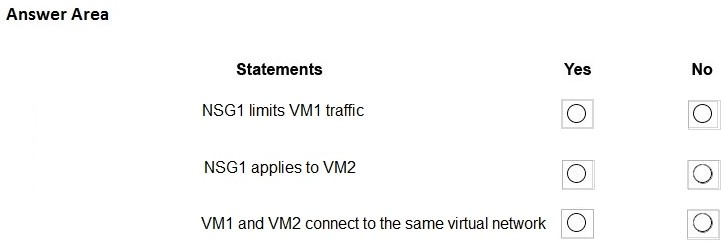 Answer Area
Statements Yes No
NSG1 limits VM1 traffic
NSG1 applies to VM2
VM1 and VM2 connect to the same virtual network